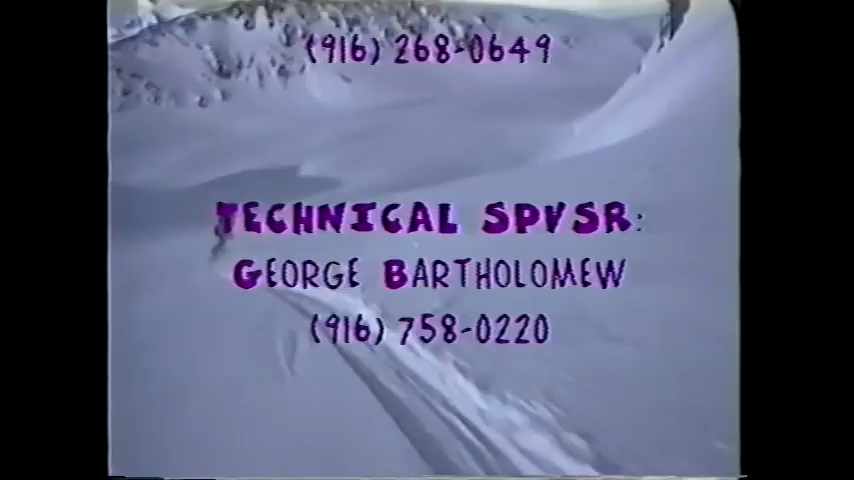 (916) 268-0649
TECHNICAL SPVSR:
GEORGE BARTHOLOMEW
(916) 758-0220